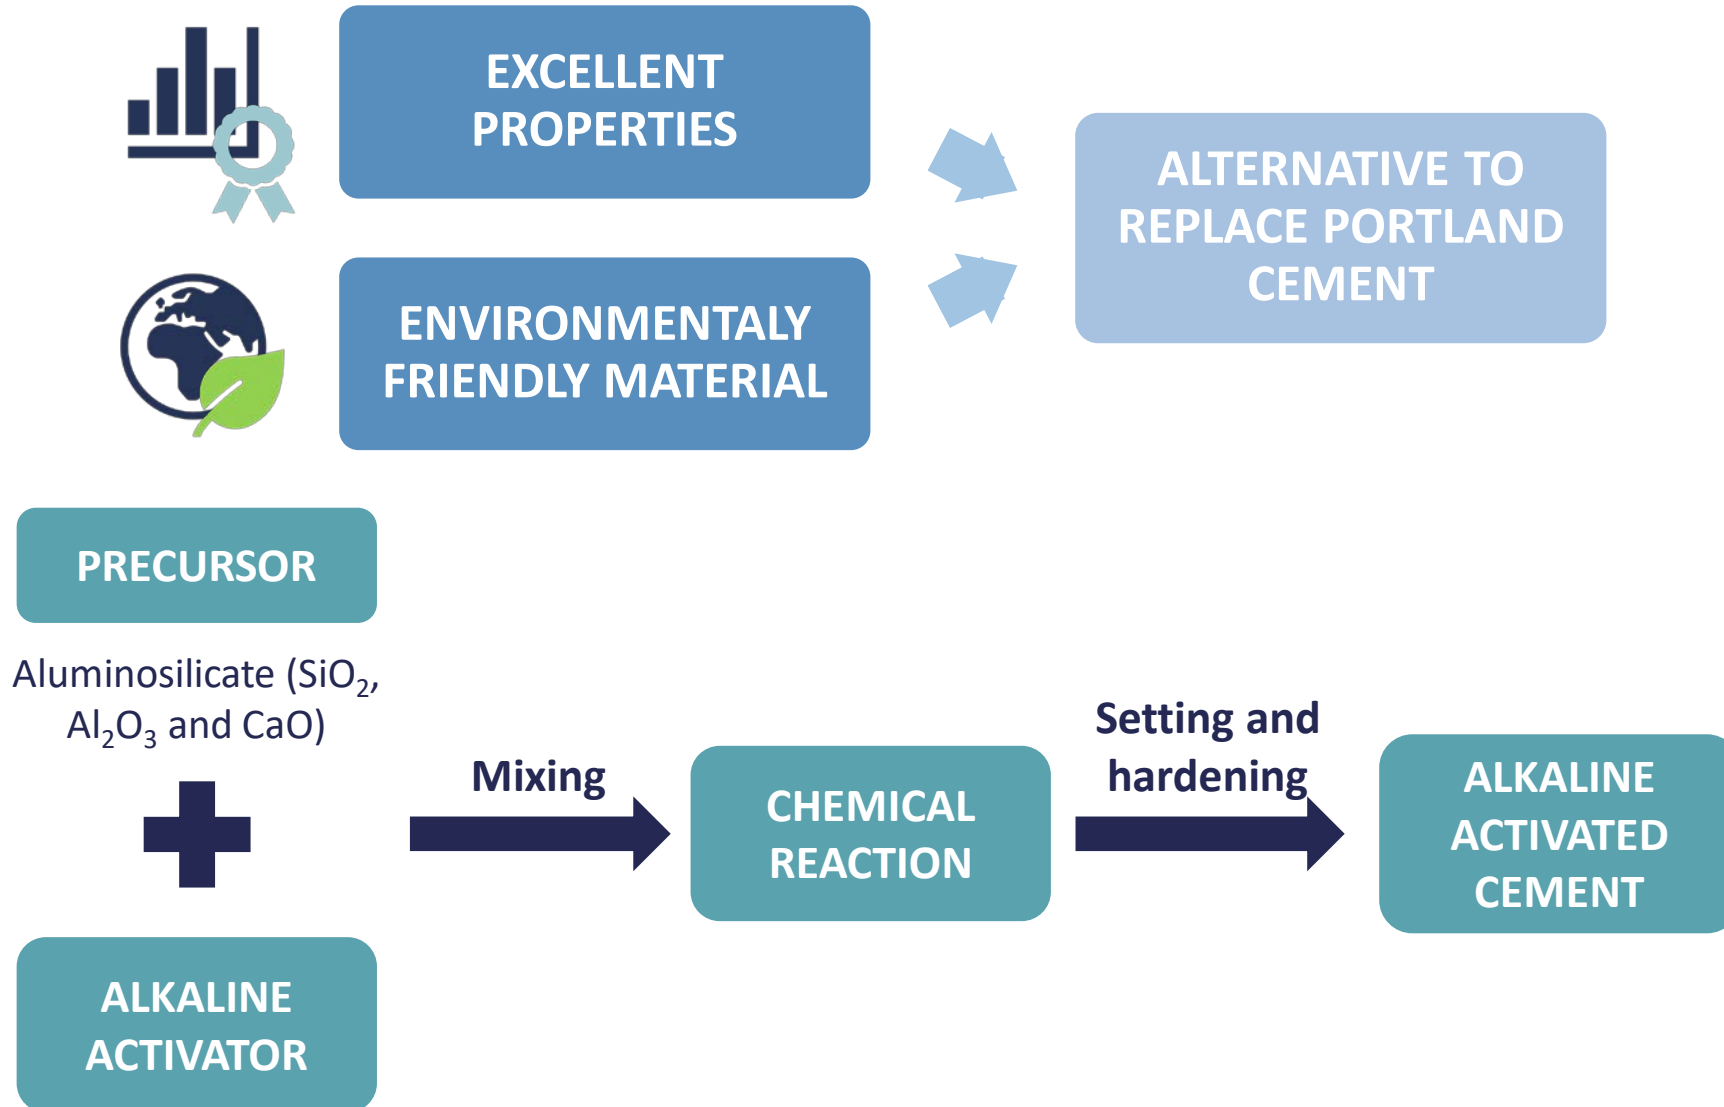 EXCELLENT
PROPERTIES
ENVIRONMENTALY
FRIENDLY MATERIAL
ALTERNATIVE TO
REPLACE PORTLAND
CEMENT
PRECURSOR
Aluminosilicate (SiO₂,
Al₂O₃ and CaO)
ALKALINE
ACTIVATOR
Mixing
CHEMICAL
REACTION
Setting and
hardening
ALKALINE
ACTIVATED
CEMENT